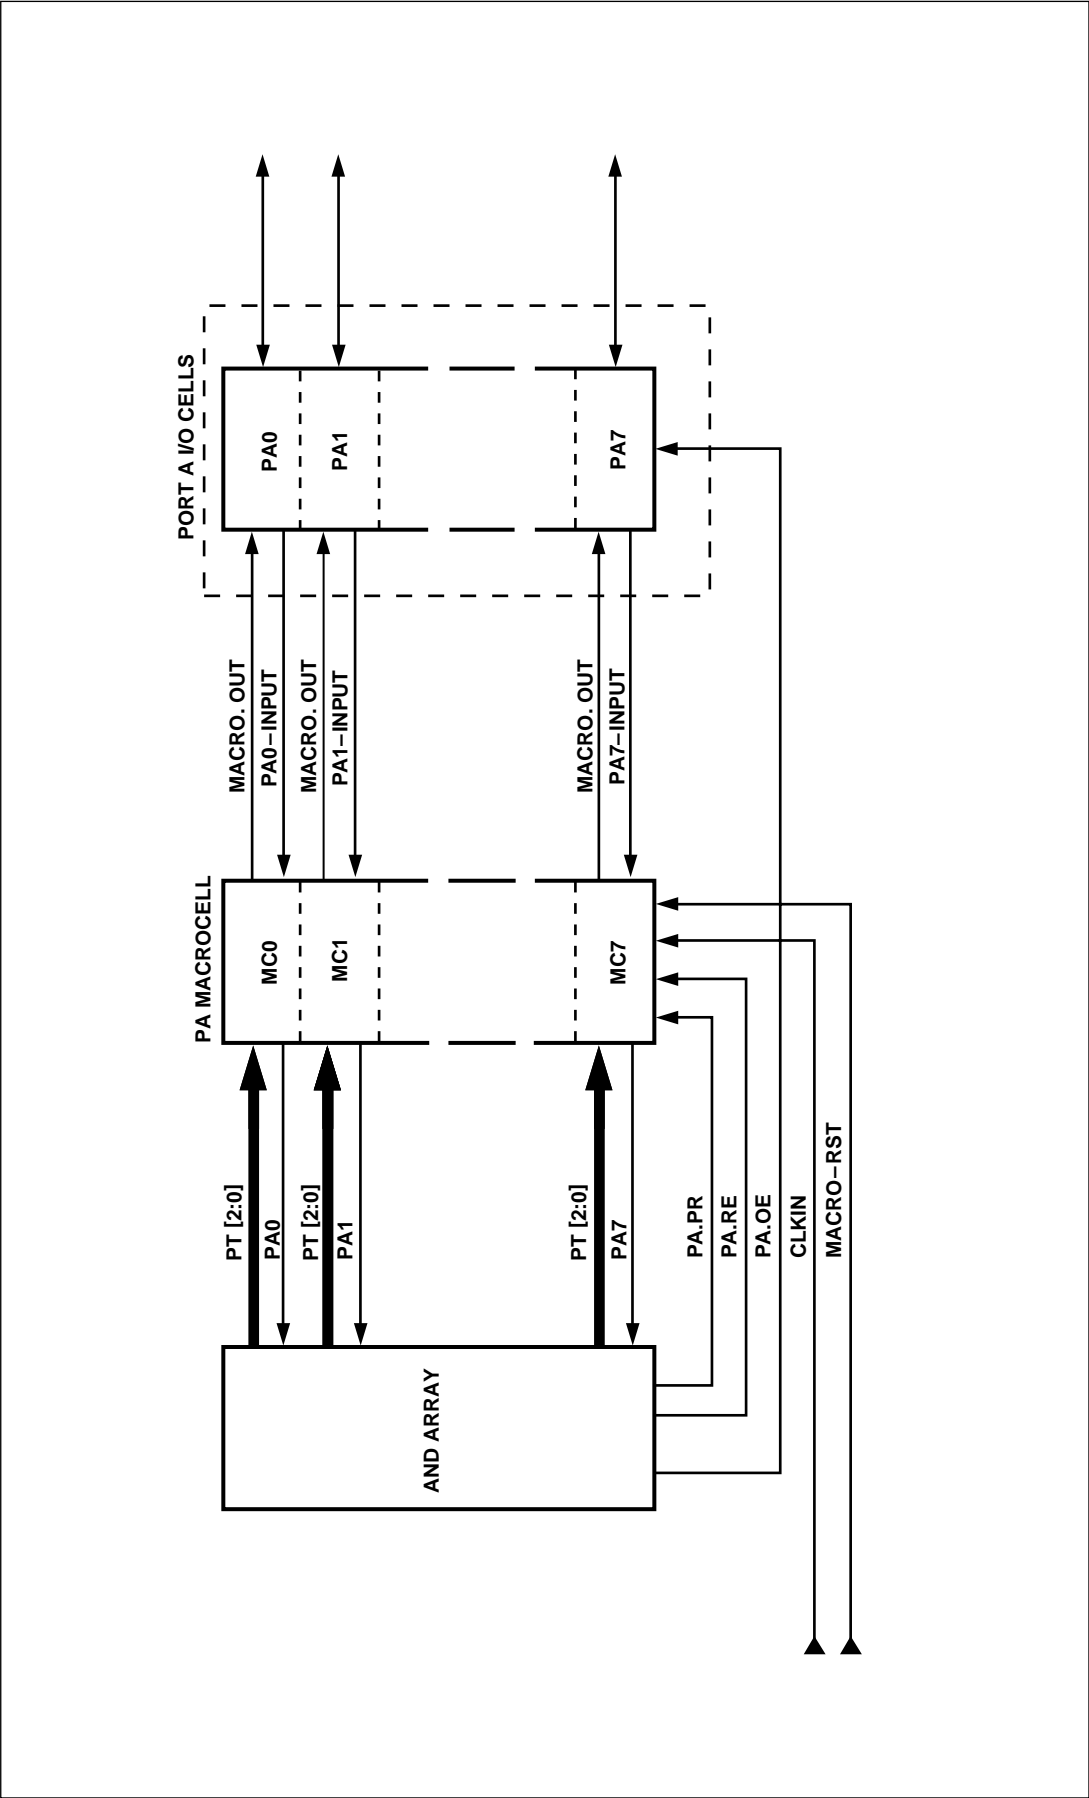 PORT A I/O CELLS
PA0
PA1
PA7
MACRO. OUT
PA0–INPUT
MACRO. OUT
PA1–INPUT
MACRO. OUT
PA7–INPUT
PA MACROCELL
MC0
MC1
MC7
PT [2:0]
PA0
PT [2:0]
PA1
PT [2:0]
PA7
PA.PR
PA.RE
PA.OE
CLKIN
MACRO–RST
AND ARRAY